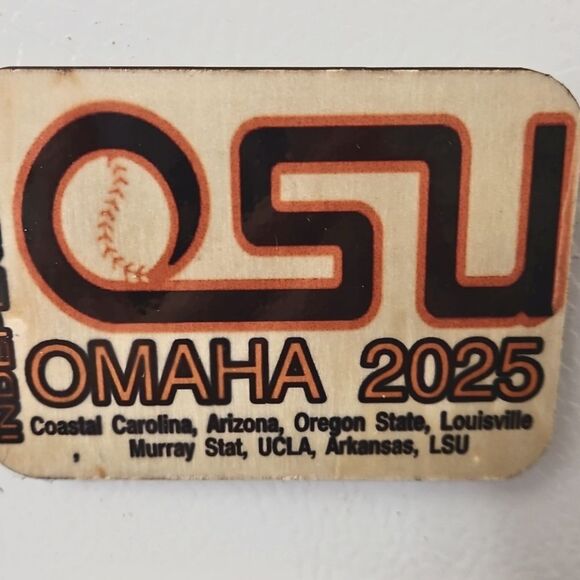 OSU
OMAHA 2025
Coastal Carolina, Arizona, Oregon State, Louisville
, Murray Stat, UCLA, Arkansas, LSU